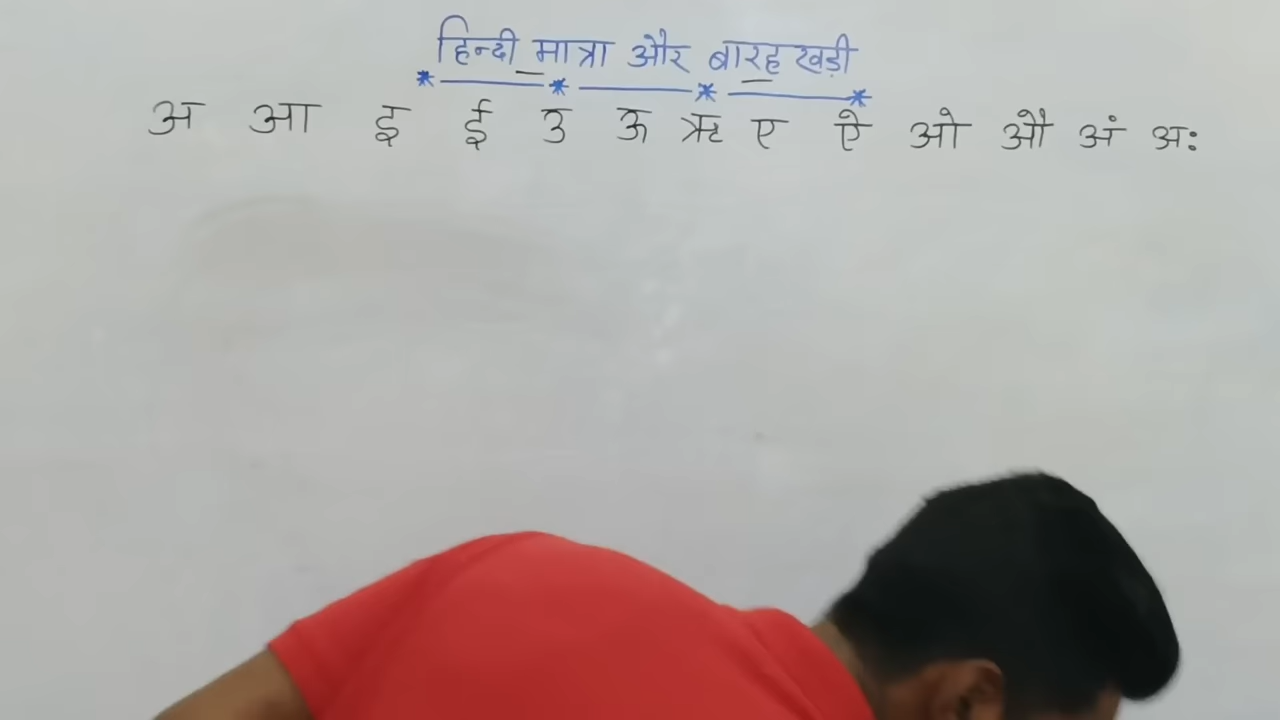 हिन्दी मात्रा और बारह खड़ी
अ आ इ ई उ ऊ ऋ ए ऐ ओ औ अं अः